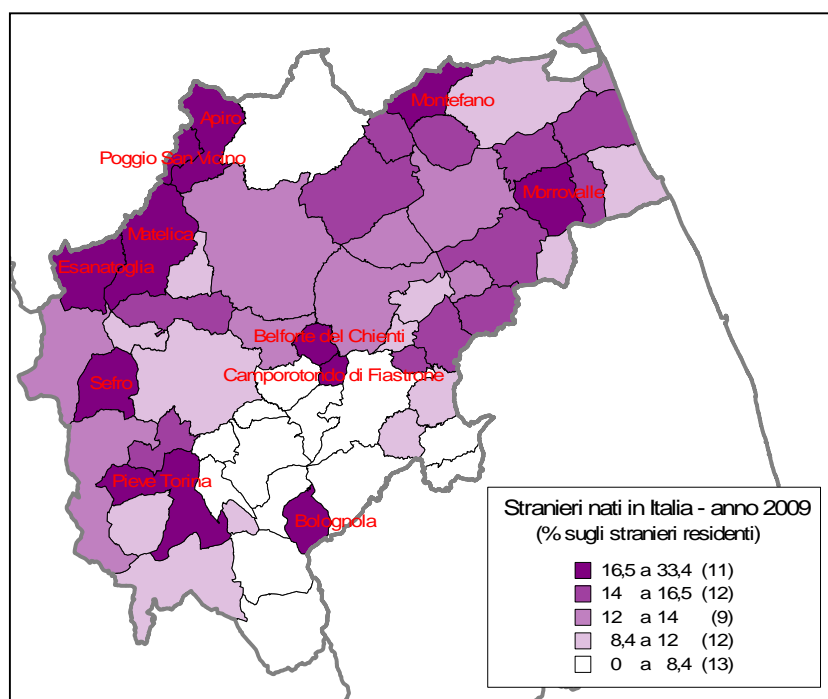 Montefano
Apiro
Poggio San Vicino
Morrovalle
Matelica
Esanatoglia
Belforte del Chienti
Camporotondo di Fiastrone
Sefro
Pieve Torina
Bolognola
Stranieri nati in Italia - anno 2009
(% sugli stranieri residenti)
16,5 a 33,4 (11)
14 a 16,5 (12)
12 a 14 (9)
8,4 a 12 (12)
0 a 8,4 (13)